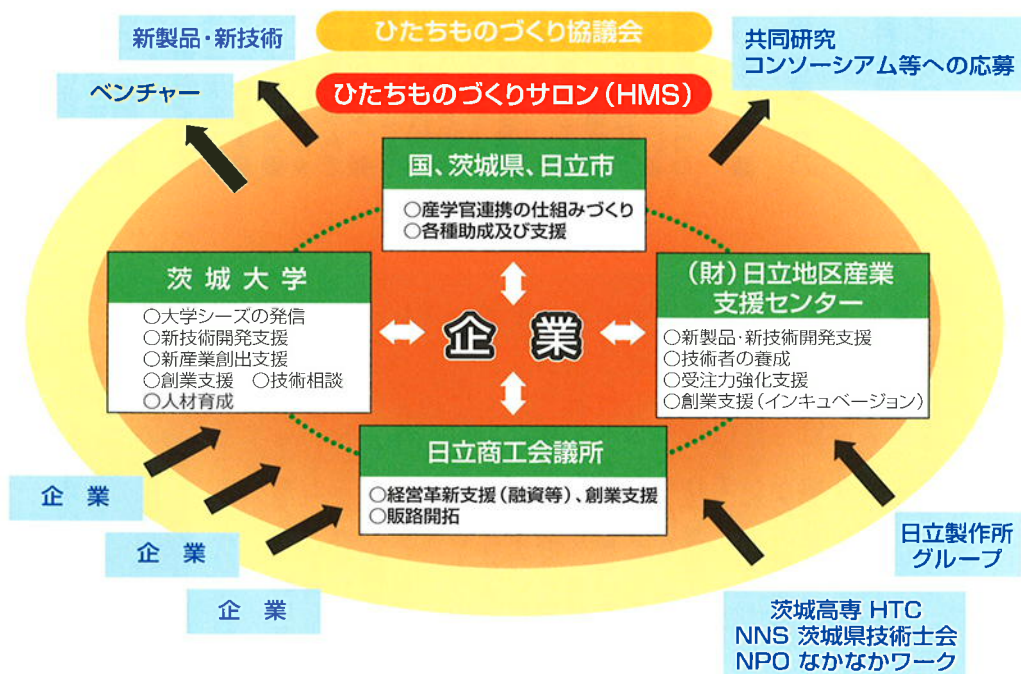 新製品・新技術
ひたちものづくり協議会
共同研究
コンソーシアム等への応募
ベンチャー
ひたちものづくりサロン(HMS)
国、茨城県、日立市
○産学官連携の仕組みづくり
○各種助成及び支援
茨城大学
○大学シーズの発信
○新技術開発支援
○新産業創出支援
○創業支援 ○技術相談
○人材育成
企業
(財)日立地区産業
支援センター
○新製品・新技術開発支援
○技術者の養成
○受注力強化支援
○創業支援(インキュベーション)
日立商工会議所
○経営革新支援(融資等)、創業支援
○販路開拓
企業
企業
企業
日立製作所
グループ
茨城高専 HTC
NNS 茨城県技術士会
NPO なかなかワーク